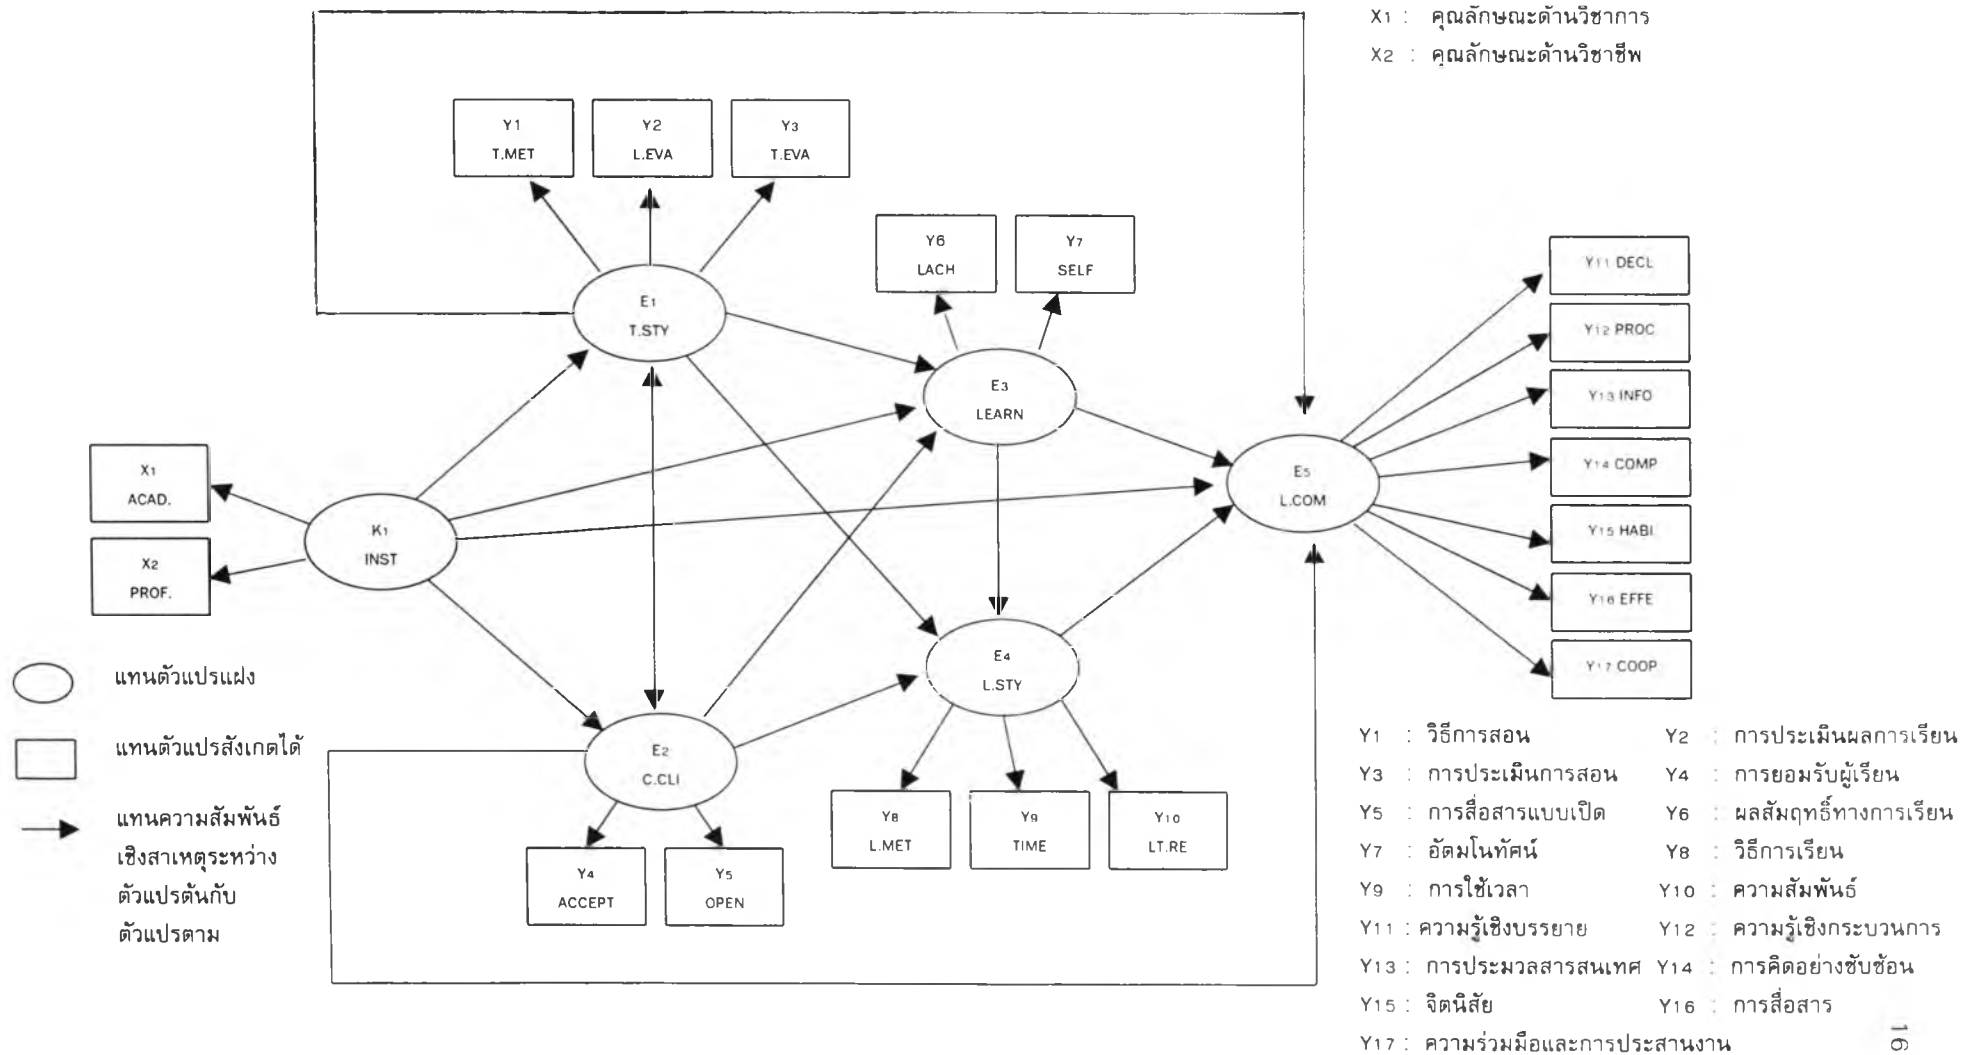 X1 : คุณลักษณะด้านวิชาการ
X2 : คุณลักษณะด้านวิชาชีพ
Y1
T.MET
Y2
L.EVA
Y3
T.EVA
Y6
LACH
Y7
SELF
E1
T.STY
E3
LEARN
Y11 DECL
Y12 PROC
Y13 INFO
Y14 COMP
Y15 HABI
Y16 EFFE
Y17 COOP
X1
ACAD.
X2
PROF.
K1
INST
E5
L.COM
E4
L.STY
E2
C.CLI
Y8
L.MET
Y9
TIME
Y10
LT.RE
Y4
ACCEPT
Y5
OPEN
แทนตัวแปรแฝง
แทนตัวแปรสังเกตได้
แทนความสัมพันธ์
เชิงสาเหตุระหว่าง
ตัวแปรต้นกับ
ตัวแปรตาม
Y1 : วิธีการสอน Y2 : การประเมินผลการเรียน
Y3 : การประเมินการสอน Y4 : การยอมรับผู้เรียน
Y5 : การสื่อสารแบบเปิด Y6 : ผลสัมฤทธิ์ทางการเรียน
Y7 : อัตมโนทัศน์ Y8 : วิธีการเรียน
Y9 : การใช้เวลา Y10 : ความสัมพันธ์
Y11 : ความรู้เชิงบรรยาย Y12 : ความรู้เชิงกระบวนการ
Y13 : การประมวลสารสนเทศ Y14 : การคิดอย่างซับซ้อน
Y15 : จิตนิสัย Y16 : การสื่อสาร
Y17 : ความร่วมมือและการประสานงาน
16